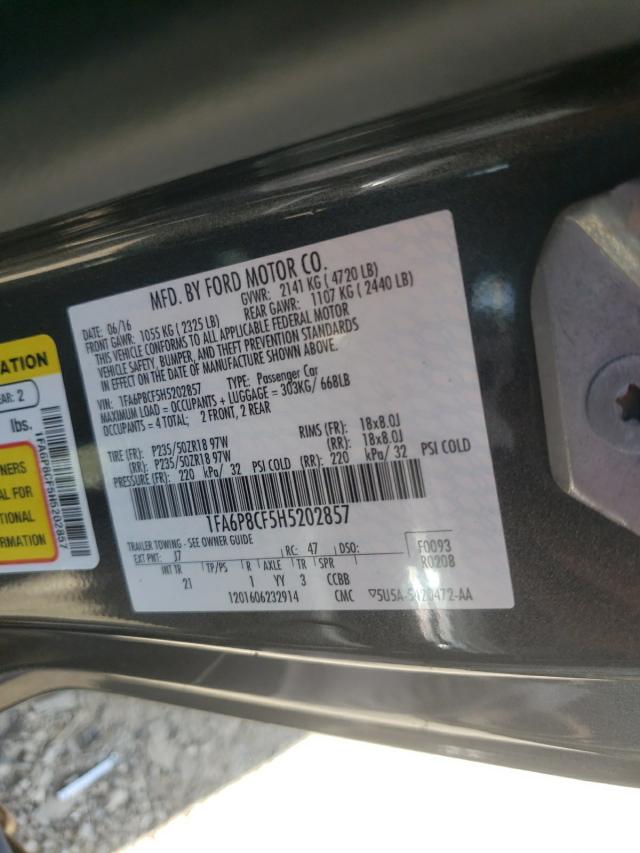 MFD. BY FORD MOTOR CO.
DATE: 06/16 GVWR: 2141 KG ( 4720 LB)
FRONT GAWR: 1055 KG ( 2325 LB) REAR GAWR: 1107 KG ( 2440 LB)
THIS VEHICLE CONFORMS TO ALL APPLICABLE FEDERAL MOTOR
VEHICLE SAFETY, BUMPER, AND THEFT PREVENTION STANDARDS
IN EFFECT ON THE DATE OF MANUFACTURE SHOWN ABOVE.
VIN: 1FA6P8CF5H5202857 TYPE: Passenger Car
MAXIMUM LOAD = OCCUPANTS + LUGGAGE = 303KG/ 668LB
OCCUPANTS = 4 TOTAL; 2 FRONT, 2 REAR
TIRE (FR): P235/50ZR18 97W RIMS (FR): 18x8.0J
(RR): P235/50ZR18 97W (RR): 18x8.0J
PRESSURE (FR): 220 kPa/ 32 PSI COLD (RR): 220 kPa/ 32 PSI COLD
1FA6P8CF5H5202857
TRAILER TOWING - SEE OWNER GUIDE
EXT PNT: J7 RC: 47 DSO: F0093
INT TR TP/PS R AXLE TR SPR R0208
21 1 YY 3 CCBB
1201606232914 CMC ▽5U5A-5420472-AA
ATION
AR: 2
lbs.
NERS
AL FOR
TIONAL
ORMATION
1FA6P8CF5H5202857